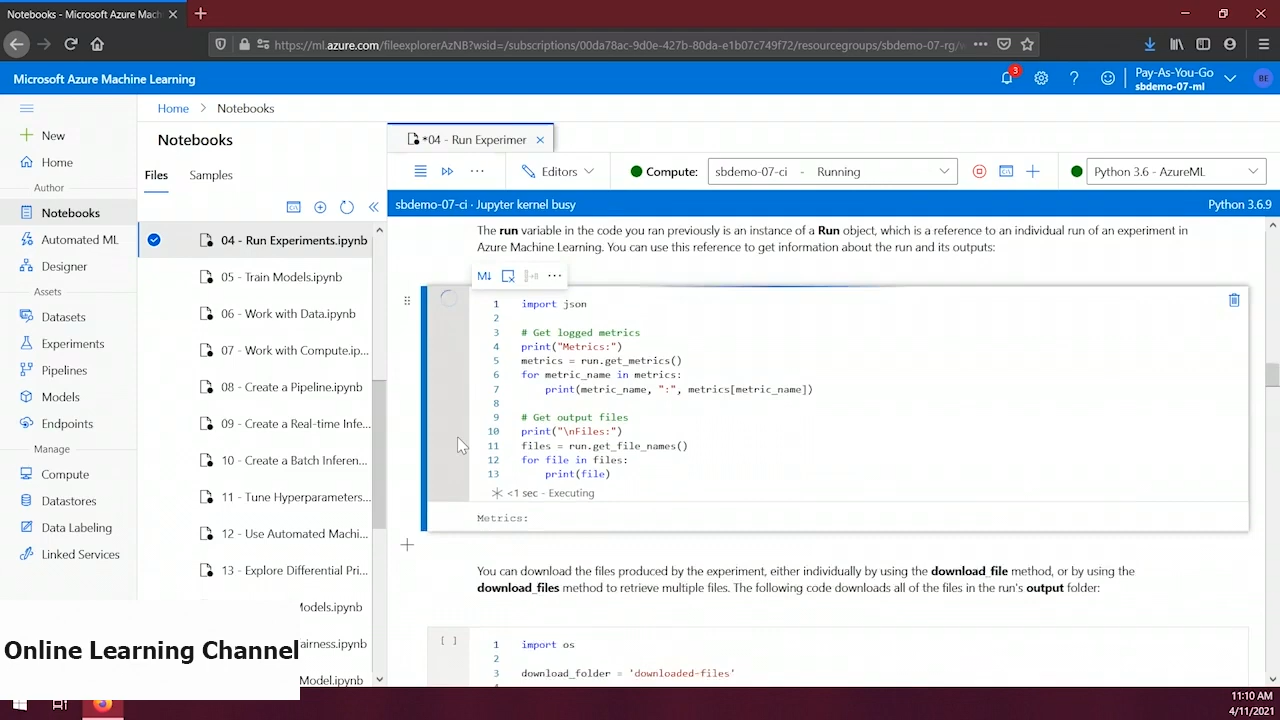 Notebooks - Microsoft Azure Mach
https://ml.azure.com/fileexplorerAzNB?wsid=/subscriptions/00da78ac-9d0e-427b-80da-e1b07c749f72/resourcegroups/sbdemo-07-rg/
Microsoft Azure Machine Learning
3
Pay-As-You-Go
sbdemo-07-ml
BE
New
Home
Author
Notebooks
Automated ML
Designer
Assets
Datasets
Experiments
Pipelines
Models
Endpoints
Manage
Compute
Datastores
Data Labeling
Linked Services
Home > Notebooks
Notebooks
Files Samples
04 - Run Experiments.ipynb
05 - Train Models.ipynb
06 - Work with Data.ipynb
07 - Work with Compute.ip...
08 - Create a Pipeline.ipynb
09 - Create a Real-time Infe...
10 - Create a Batch Inferen...
11 - Tune Hyperparameters...
12 - Use Automated Machi...
13 - Explore Differential Pri...
Models.ipynb
airness.ipynb
Model.ipynb
*04 - Run Experimer
Editors
Compute: sbdemo-07-ci - Running
Python 3.6 - AzureML
sbdemo-07-ci · Jupyter kernel busy
Python 3.6.9
The run variable in the code you ran previously is an instance of a Run object, which is a reference to an individual run of an experiment in
Azure Machine Learning. You can use this reference to get information about the run and its outputs:
M↓
1 import json
2
3 # Get logged metrics
4 print("Metrics:")
5 metrics = run.get_metrics()
6 for metric_name in metrics:
7 print(metric_name, ":", metrics[metric_name])
8
9 # Get output files
10 print("\nFiles:")
11 files = run.get_file_names()
12 for file in files:
13 print(file)
<1 sec - Executing
Metrics:
You can download the files produced by the experiment, either individually by using the download_file method, or by using the
download_files method to retrieve multiple files. The following code downloads all of the files in the run's output folder:
[ ]
1 import os
2
3 download_folder = 'downloaded-files'
Online Learning Channel
11:10 AM
4/11/2021